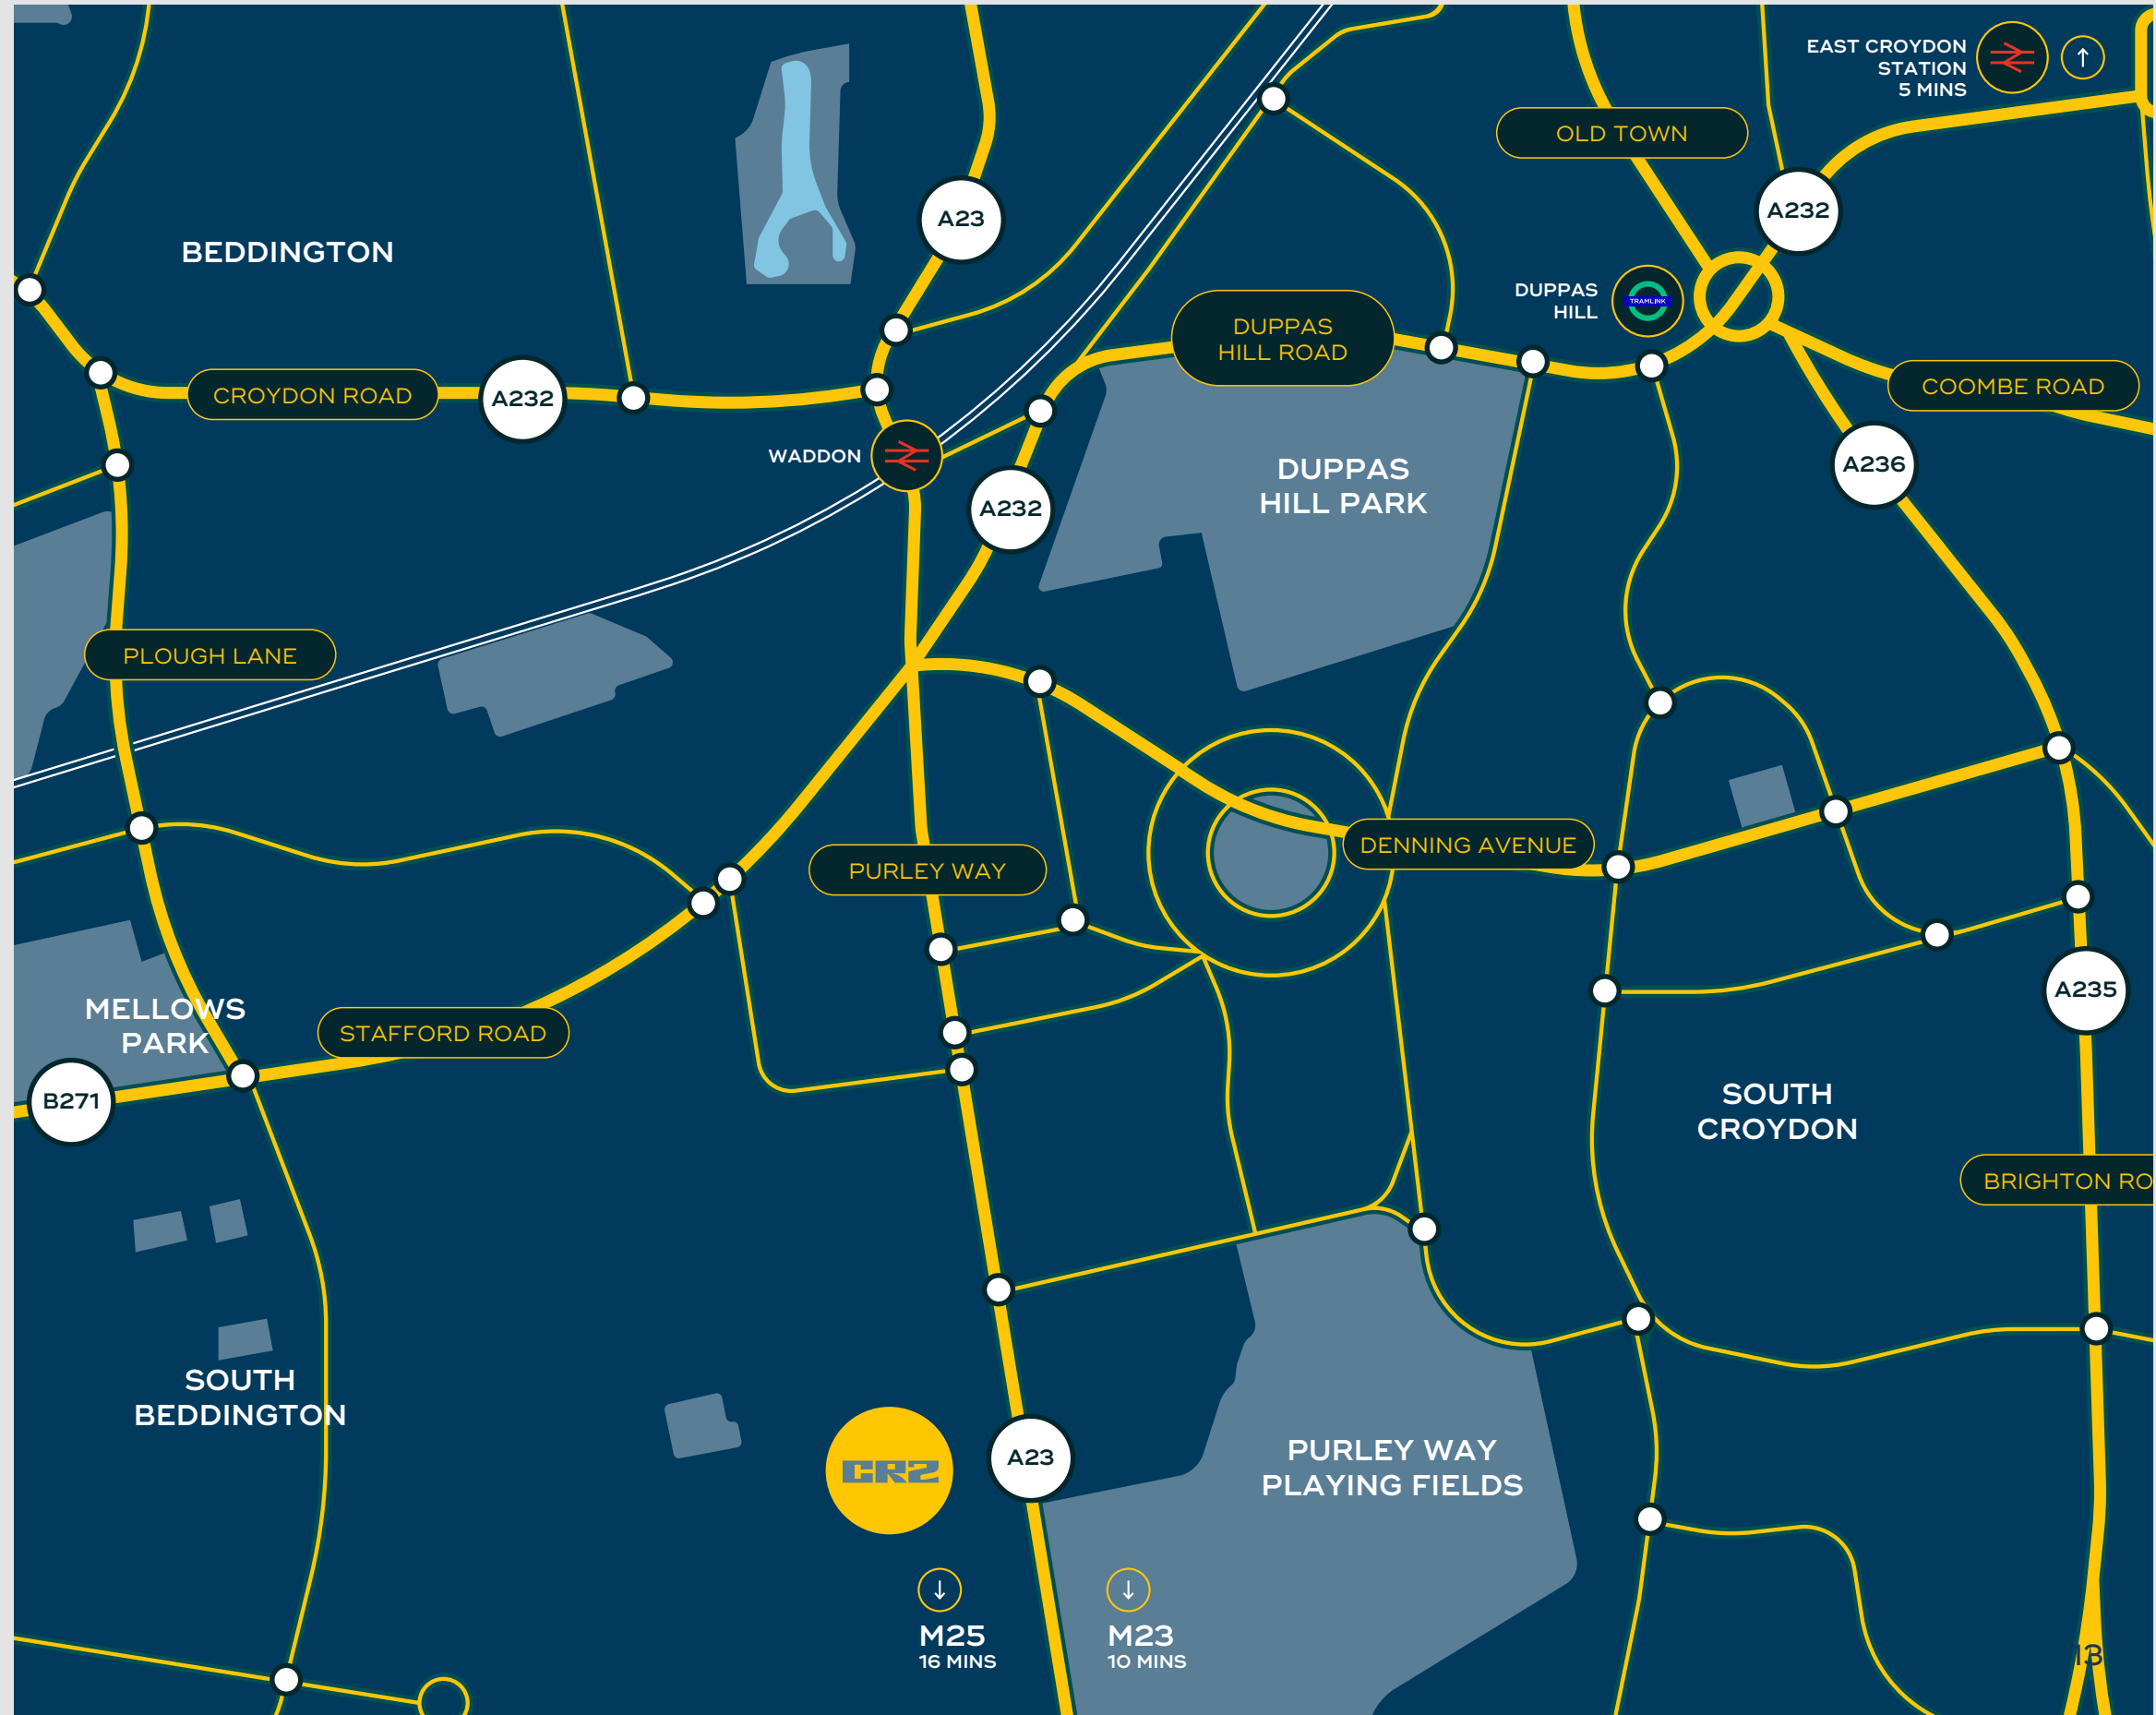 EAST CROYDON
STATION
5 MINS
↑
OLD TOWN
A232
A23
BEDDINGTON
DUPPAS
HILL
TRAMLINK
DUPPAS
HILL ROAD
CROYDON ROAD
A232
COOMBE ROAD
WADDON
A236
DUPPAS
HILL PARK
A232
PLOUGH LANE
DENNING AVENUE
PURLEY WAY
A235
MELLOWS
PARK
STAFFORD ROAD
B271
SOUTH
CROYDON
BRIGHTON RO
SOUTH
BEDDINGTON
CR2
A23
PURLEY WAY
PLAYING FIELDS
↓
M25
16 MINS
↓
M23
10 MINS
13